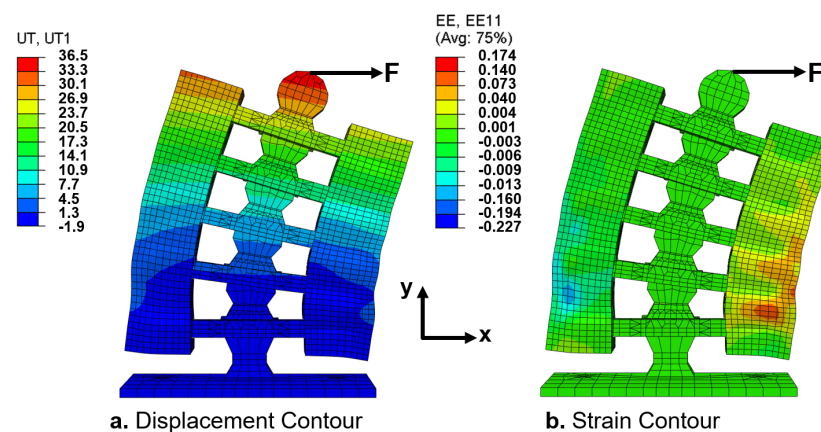 UT, UT1
36.5
33.3
30.1
26.9
23.7
20.5
17.3
14.1
10.9
7.7
4.5
1.3
-1.9
F
y
x
a. Displacement Contour
EE, EE11
(Avg: 75%)
0.174
0.140
0.073
0.040
0.004
0.001
-0.003
-0.006
-0.009
-0.013
-0.160
-0.194
-0.227
F
b. Strain Contour